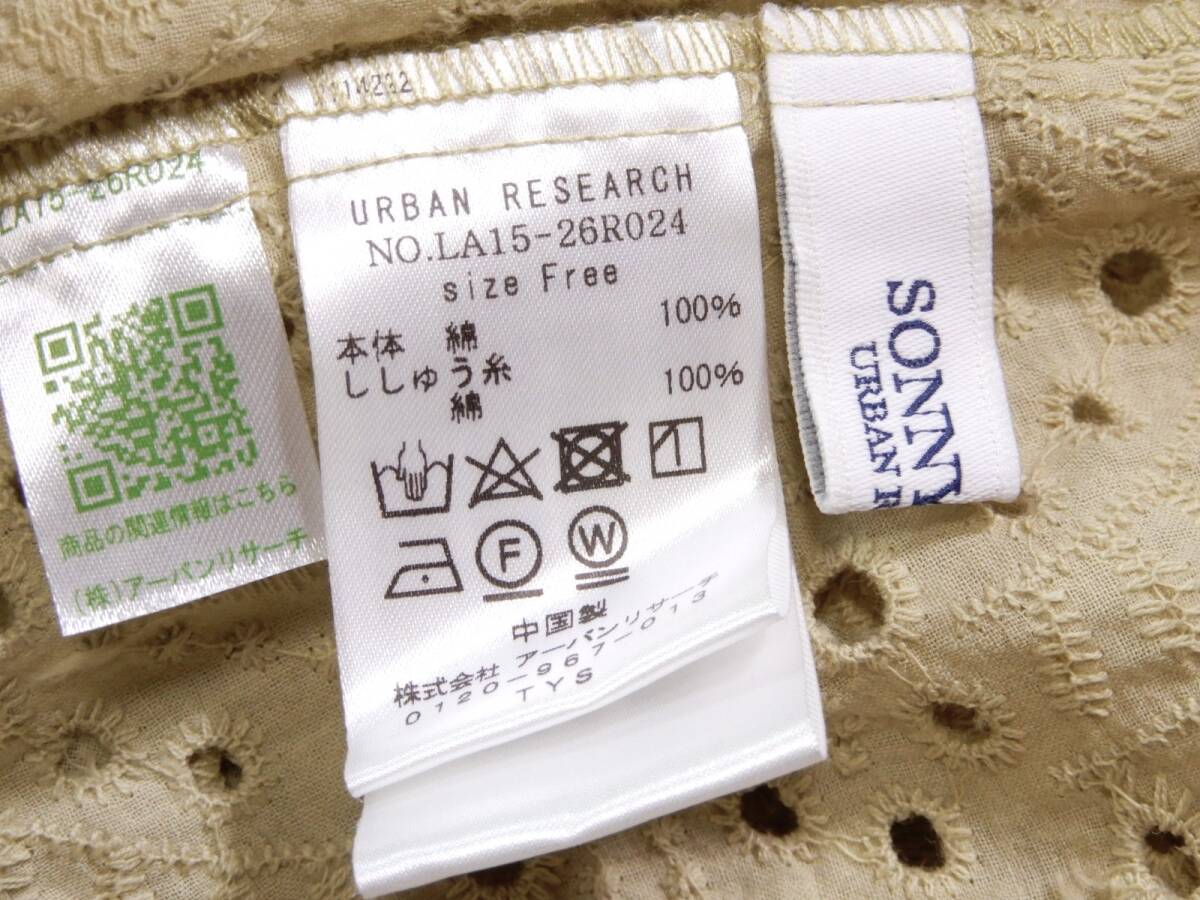 LA15-26R024
商品の関連情報はこちら
(株)アーバンリサーチ
14232
URBAN RESEARCH
NO.LA15-26R024
size Free
本体 綿 100%
ししゅう糸
綿 100%
F W
中国製
株式会社 アーバンリサーチ
0120-967-013
TYS
SONNY
URBAN R